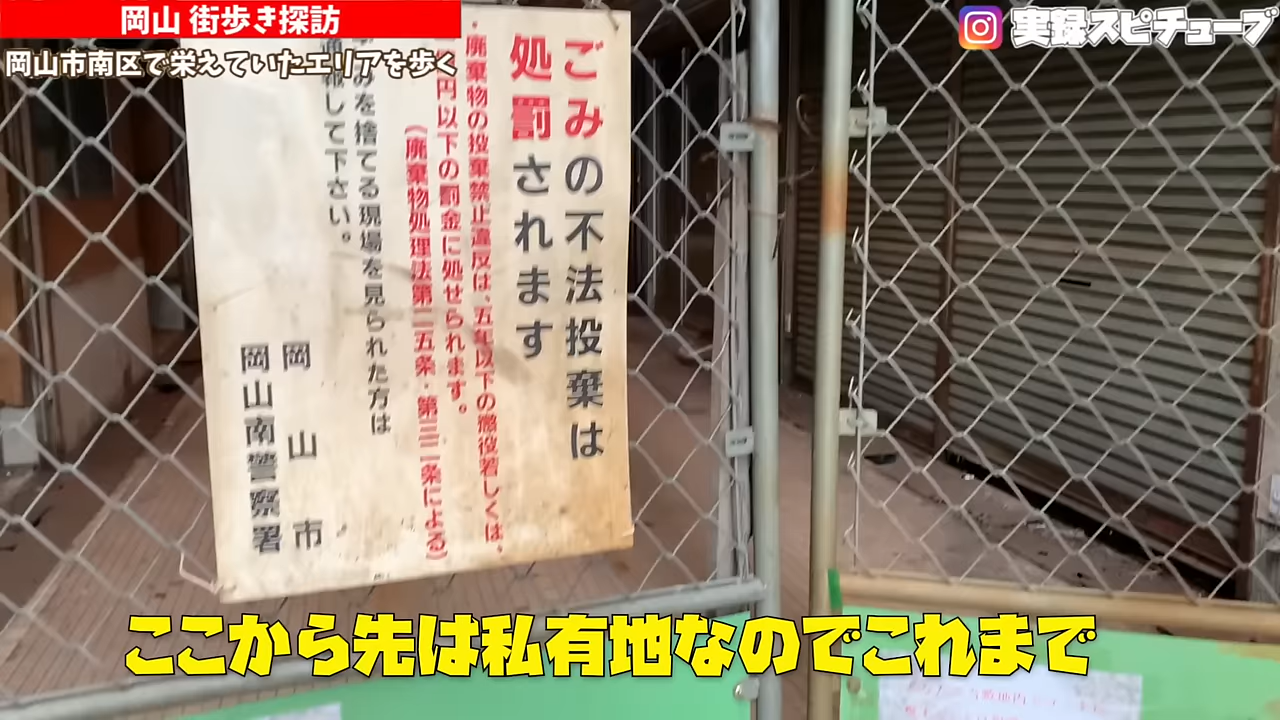 岡山 街歩き探訪
岡山市南区で栄えていたエリアを歩く
実録スピチューブ
ごみの不法投棄は
処罰されます
・廃棄物の投棄禁止違反は、五年以下の懲役若しくは、
円以下の罰金に処せられます。
(廃棄物処理法第二五条・第三二条による)
みを捨てる現場を見られた方は
して下さい。
岡山市
岡山南警察署
ここから先は私有地なのでこれまで